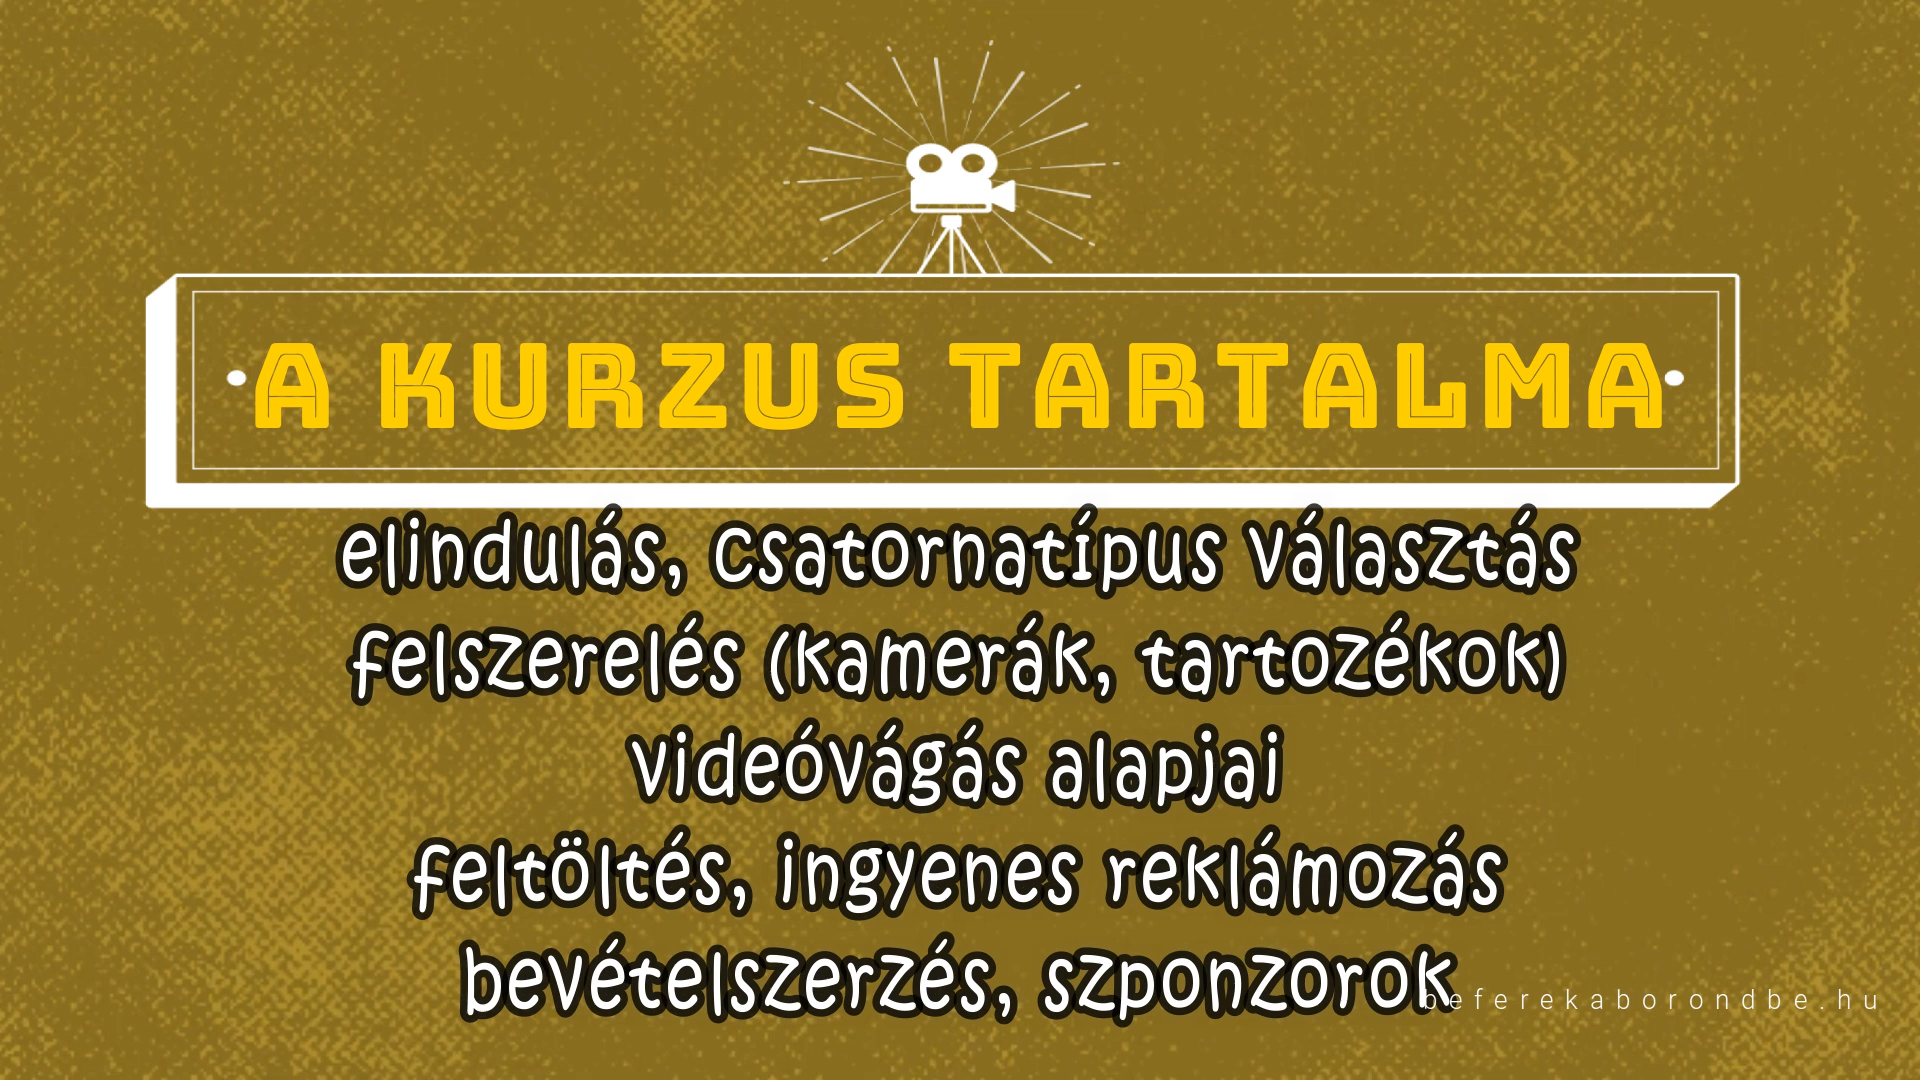 A KURZUS TARTALMA
elindulás, csatornatípus választás
felszerelés (kamerák, tartozékok)
videóvágás alapjai
feltöltés, ingyenes reklámozás
bevételszerzés, szponzorok
beferekaborondbe.hu